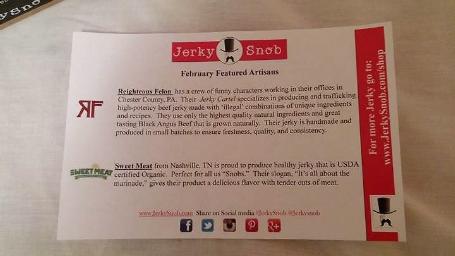 Jerky Snob
February Featured Artisans
RF
Reighteous Felon has a crew of funny characters working in their offices in
Chester County, PA. Their Jerky Cartel specializes in producing and trafficking
high-potency beef jerky made with 'illegal' combinations of unique ingredients
and recipes. They use only the highest quality natural ingredients and great
tasting Black Angus Beef that is grown naturally. Their jerky is handmade and
produced in small batches to ensure freshness, quality, and consistency.
SWEET MEAT
Sweet Meat from Nashville, TN is proud to produce healthy jerky that is USDA
certified Organic. Perfect for all us "Snobs." Their slogan, "It's all about the
marinade," gives their product a delicious flavor with tender cuts of meat.
www.JerkySnob.com Share on Social media #JerkySnob @Jerkysnob
For more Jerky go to:
www.JerkySnob.com/shop